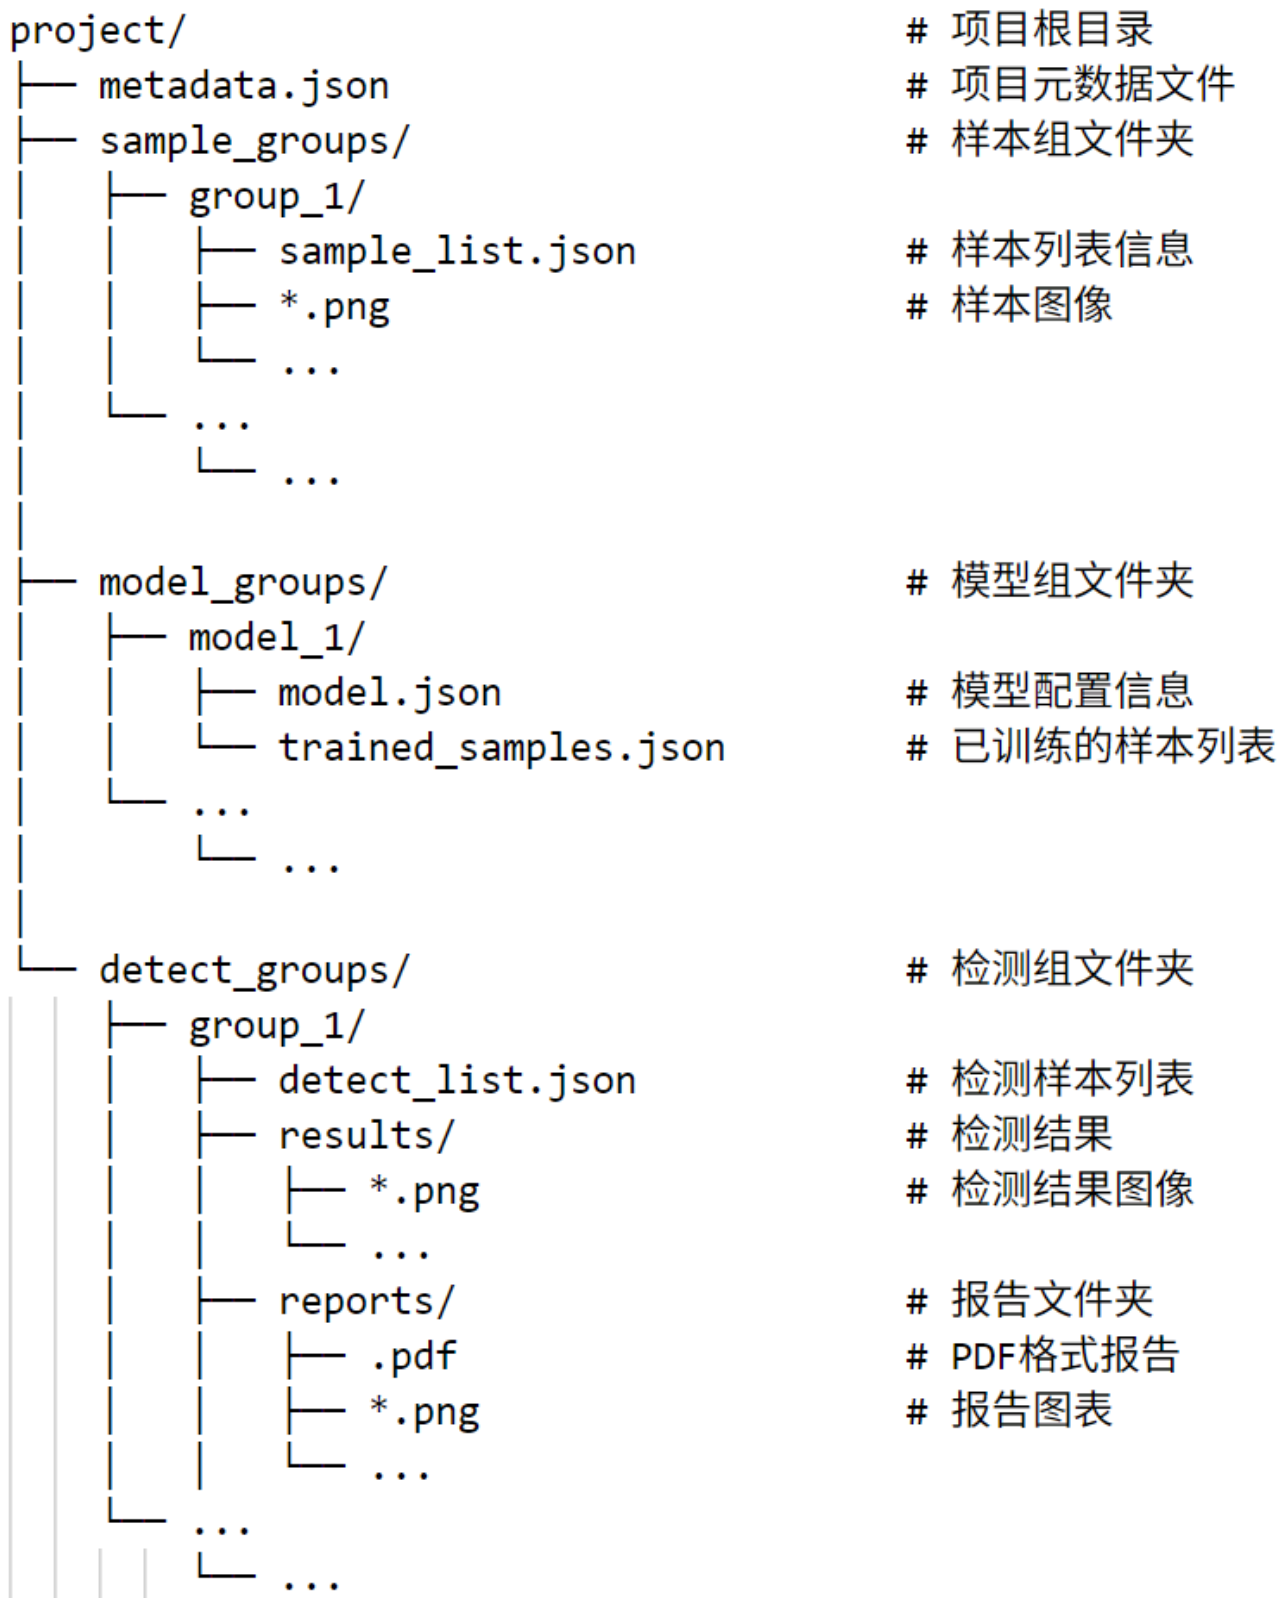 project/ # 项目根目录
├── metadata.json # 项目元数据文件
├── sample_groups/ # 样本组文件夹
│   ├── group_1/
│   │   ├── sample_list.json # 样本列表信息
│   │   ├── *.png # 样本图像
│   │   └── ...
│   └── ...
│       └── ...
│
├── model_groups/ # 模型组文件夹
│   ├── model_1/
│   │   ├── model.json # 模型配置信息
│   │   └── trained_samples.json # 已训练的样本列表
│   └── ...
│       └── ...
│
└── detect_groups/ # 检测组文件夹
    ├── group_1/
    │   ├── detect_list.json # 检测样本列表
    │   ├── results/ # 检测结果
    │   │   ├── *.png # 检测结果图像
    │   │   └── ...
    │   ├── reports/ # 报告文件夹
    │   │   ├── .pdf # PDF格式报告
    │   │   ├── *.png # 报告图表
    │   │   └── ...
    └── ...
        └── ...